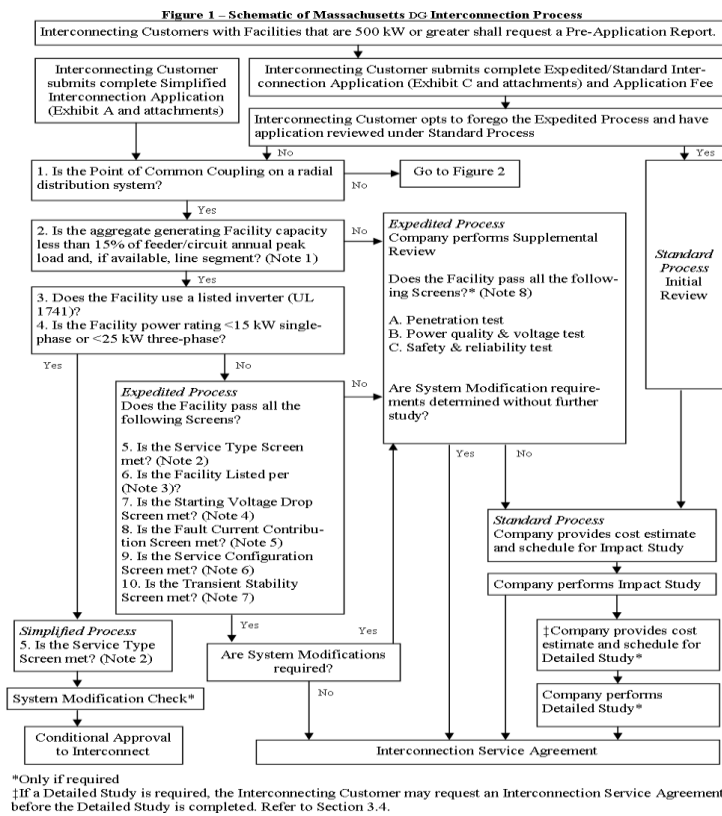 Figure 1 – Schematic of Massachusetts DG Interconnection Process
Interconnecting Customers with Facilities that are 500 kW or greater shall request a Pre-Application Report.
Interconnecting Customer
submits complete Simplified
Interconnection Application
(Exhibit A and attachments)
Interconnecting Customer submits complete Expedited/Standard Inter-
connection Application (Exhibit C and attachments) and Application Fee
Interconnecting Customer opts to forego the Expedited Process and have
application reviewed under Standard Process
No
Yes
1. Is the Point of Common Coupling on a radial
distribution system?
No
Go to Figure 2
Yes
2. Is the aggregate generating Facility capacity
less than 15% of feeder/circuit annual peak
load and, if available, line segment? (Note 1)
No
Yes
3. Does the Facility use a listed inverter (UL
1741)?
4. Is the Facility power rating <15 kW single-
phase or <25 kW three-phase?
Yes
No
Expedited Process
Company performs Supplemental
Review
Does the Facility pass all the follow-
ing Screens?* (Note 8)
A. Penetration test
B. Power quality & voltage test
C. Safety & reliability test
Are System Modification require-
ments determined without further
study?
Standard
Process
Initial
Review
Expedited Process
Does the Facility pass all the
following Screens?
5. Is the Service Type Screen
met? (Note 2)
6. Is the Facility Listed per
(Note 3)?
7. Is the Starting Voltage Drop
Screen met? (Note 4)
8. Is the Fault Current Contribu-
tion Screen met? (Note 5)
9. Is the Service Configuration
Screen met? (Note 6)
10. Is the Transient Stability
Screen met? (Note 7)
No
Yes
No
Standard Process
Company provides cost estimate
and schedule for Impact Study
Company performs Impact Study
Yes
Yes
Simplified Process
5. Is the Service Type
Screen met? (Note 2)
Are System Modifications
required?
‡Company provides cost
estimate and schedule for
Detailed Study*
System Modification Check*
No
Company performs
Detailed Study*
Conditional Approval
to Interconnect
Interconnection Service Agreement
*Only if required
‡If a Detailed Study is required, the Interconnecting Customer may request an Interconnection Service Agreement
before the Detailed Study is completed. Refer to Section 3.4.